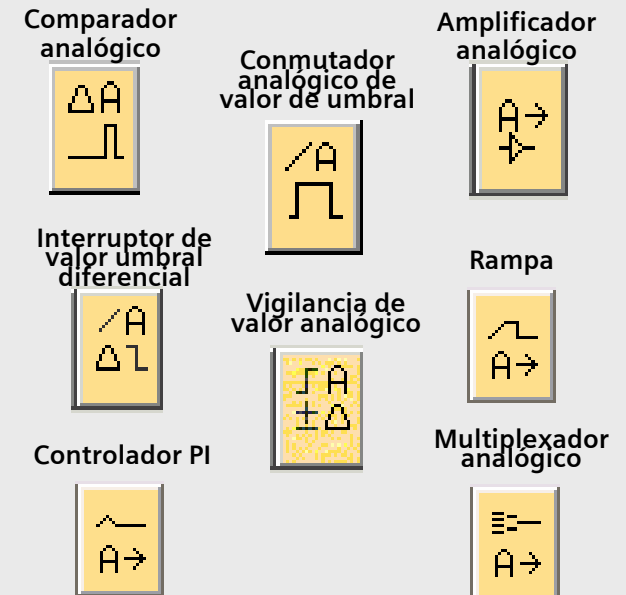 Comparador
analógico
ΔA
Conmutador
analógico de
valor de umbral
/A
Amplificador
analógico
A→
Interruptor de
valor umbral
diferencial
/A
Δ
Vigilancia de
valor analógico
A
±Δ
Rampa
A→
Controlador PI
A→
Multiplexador
analógico
A→